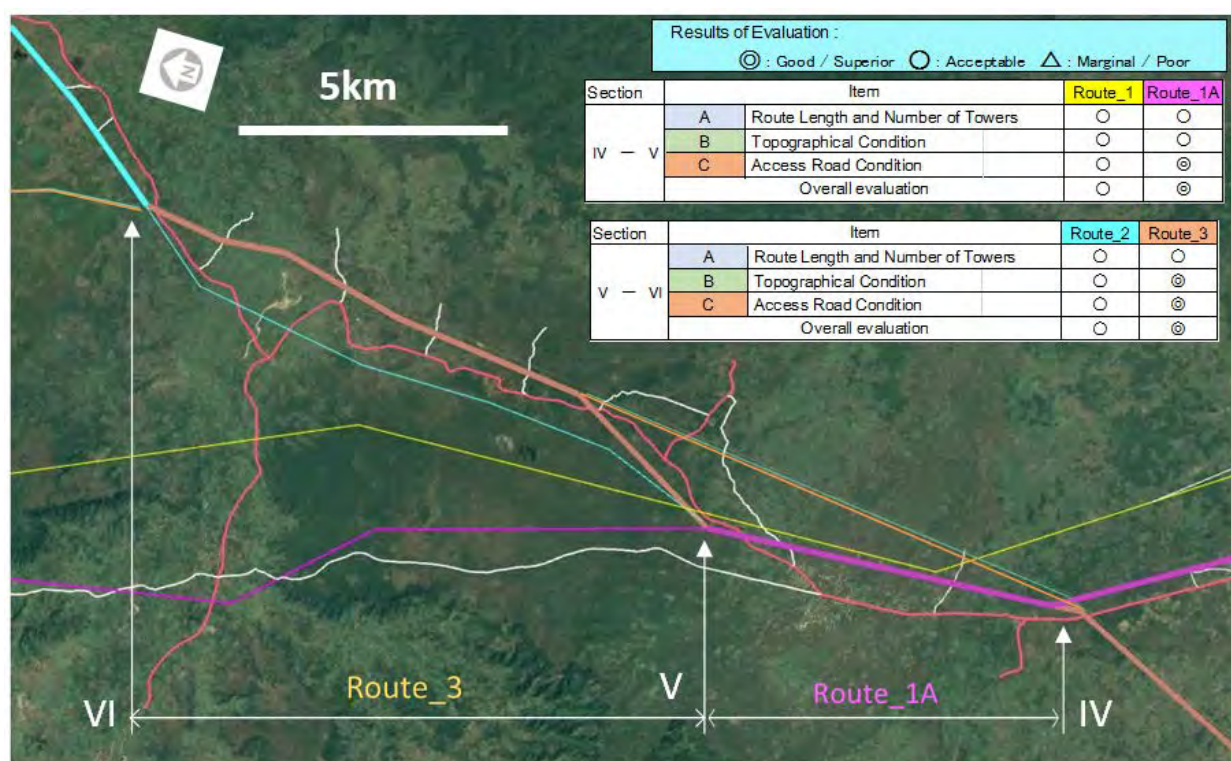 Results of Evaluation :
◎ : Good / Superior ○ : Acceptable △ : Marginal / Poor
N
5km
Section Item Route_1 Route_1A
IV － V
A Route Length and Number of Towers ○ ○
B Topographical Condition ○ ○
C Access Road Condition ○ ◎
Overall evaluation ○ ◎
Section Item Route_2 Route_3
V － VI
A Route Length and Number of Towers ○ ○
B Topographical Condition ○ ◎
C Access Road Condition ○ ◎
Overall evaluation ○ ◎
Route_3
Route_1A
VI
V
IV